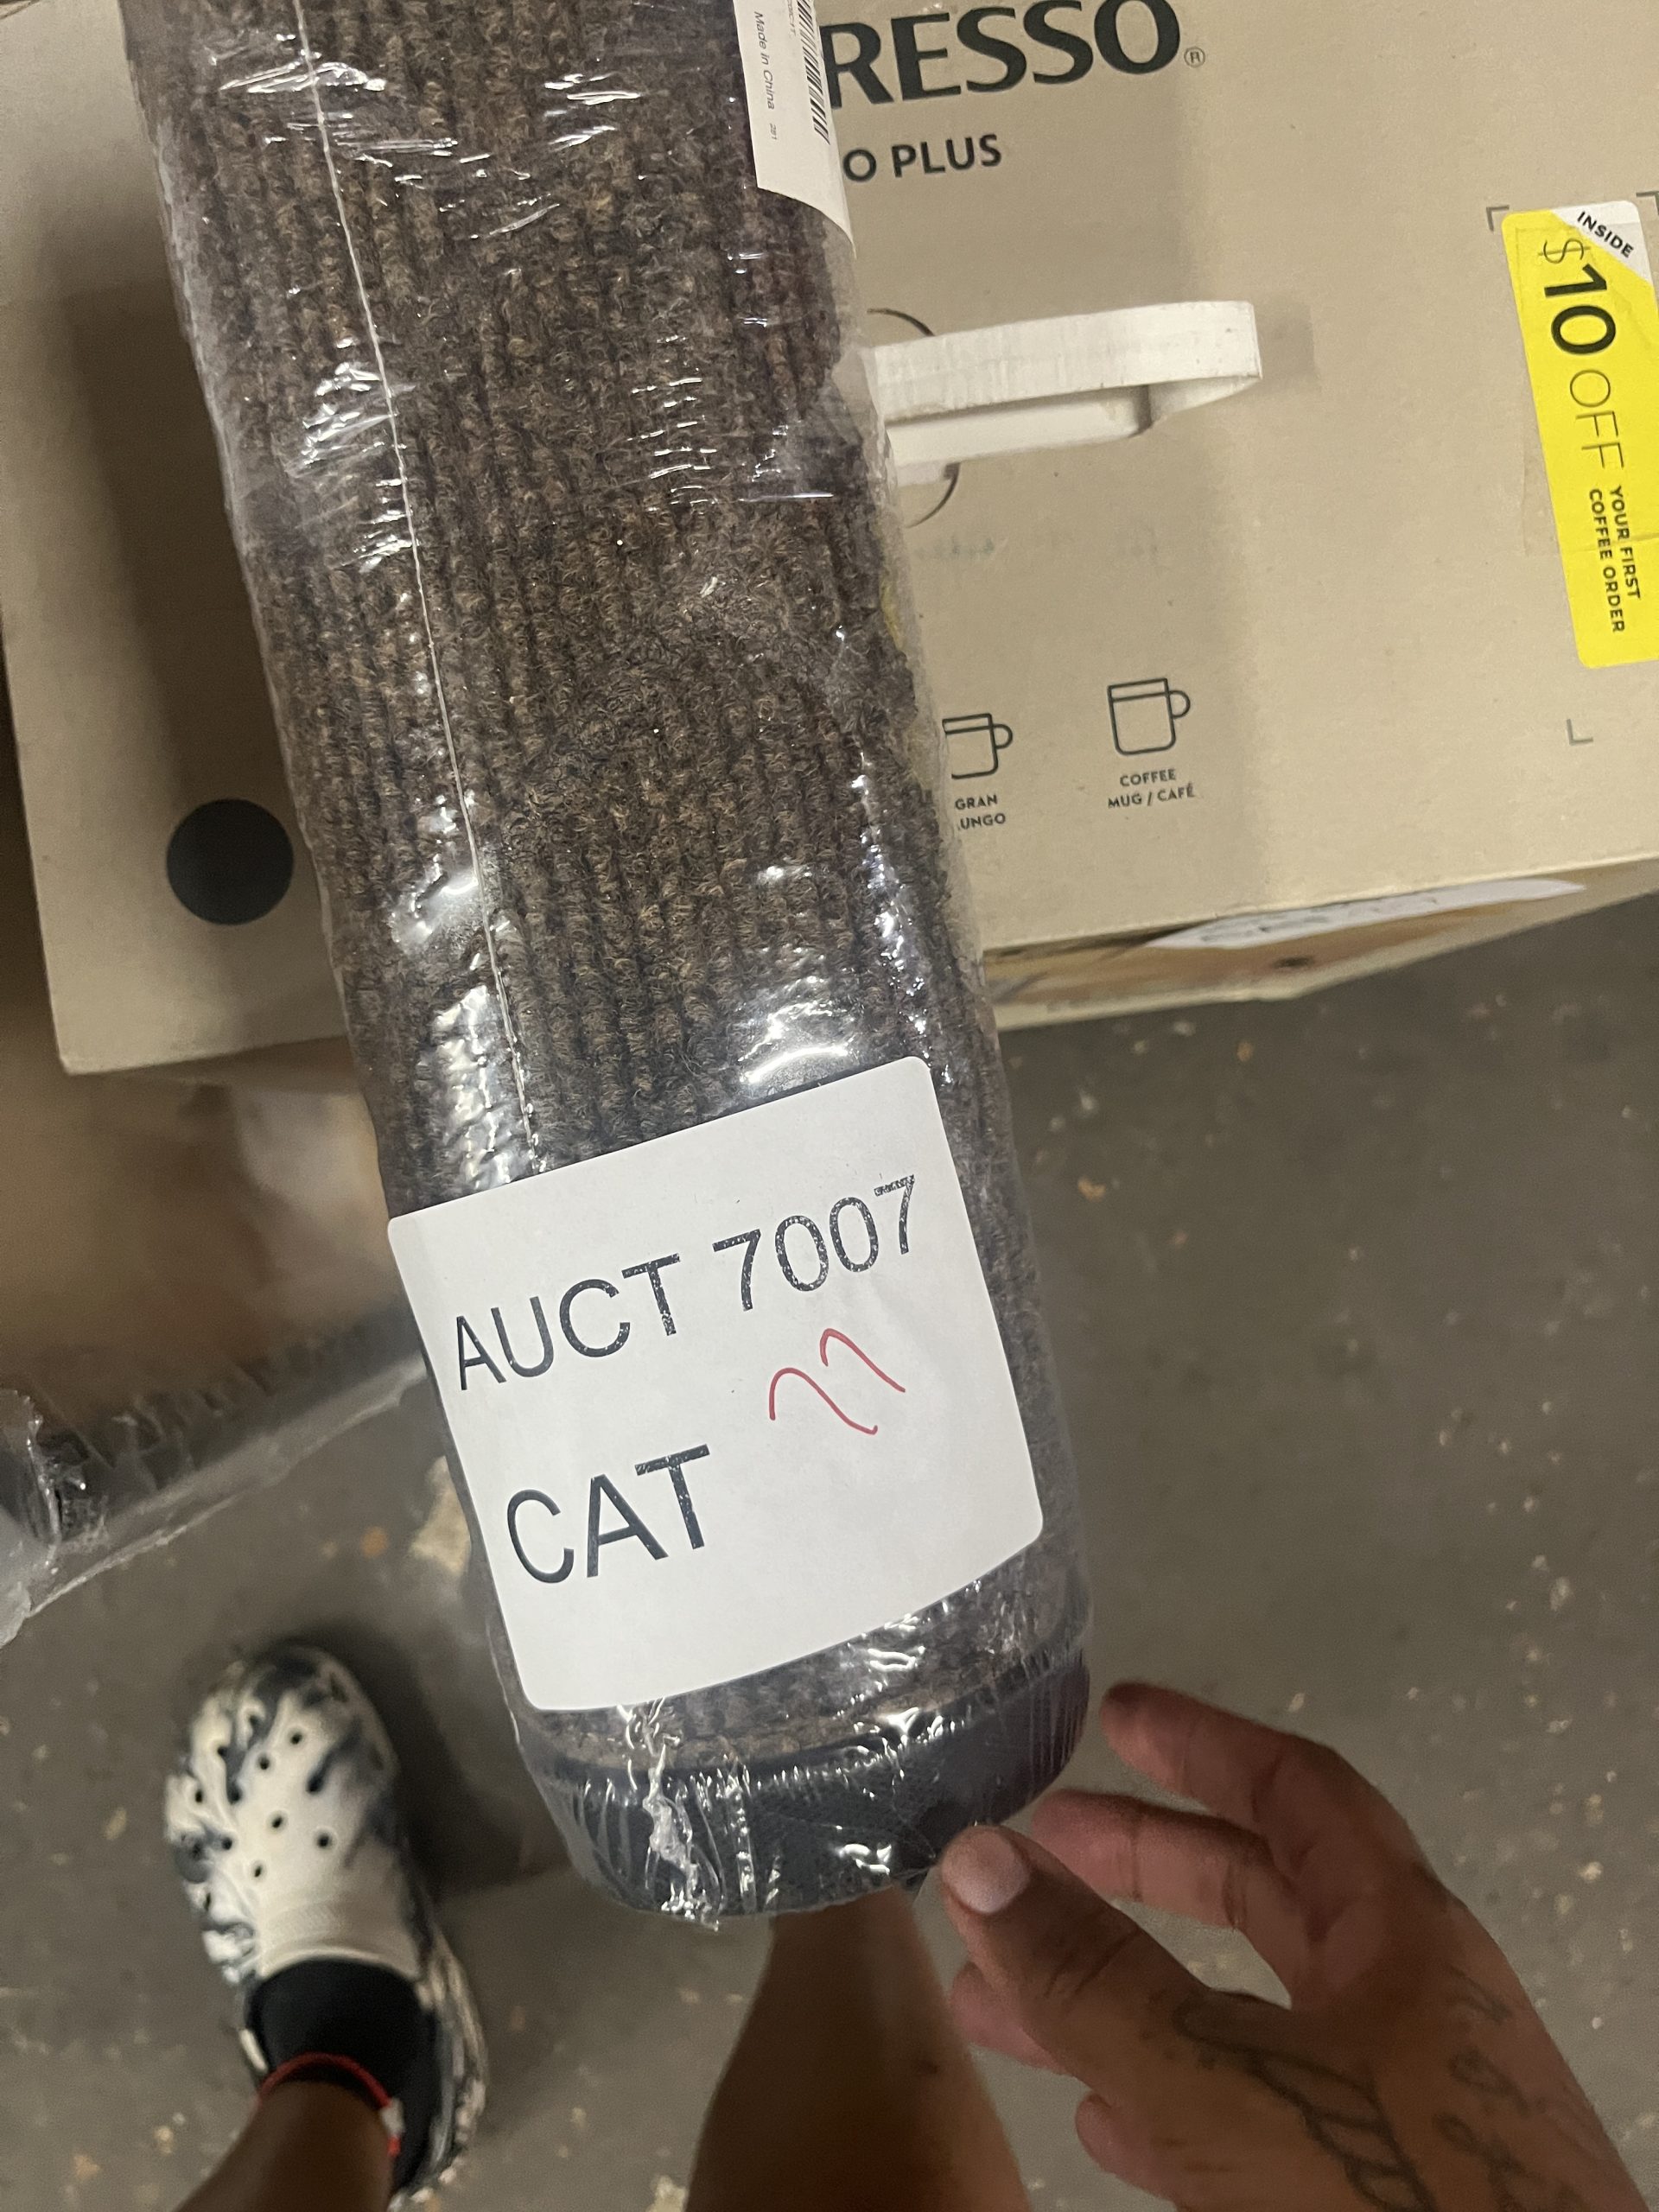 RESSO®
O PLUS
Made in China
INSIDE
$10 OFF
YOUR FIRST
COFFEE ORDER
GRAN
UNGO
COFFEE
MUG / CAFÉ
AUCT 7007
CAT